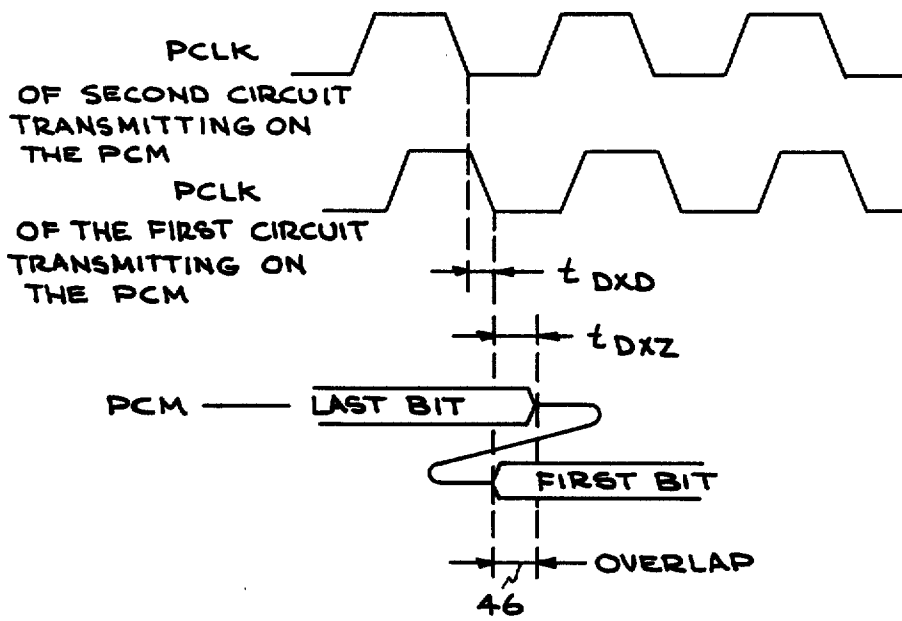 PCLK
OF SECOND CIRCUIT
TRANSMITTING ON
THE PCM
PCLK
OF THE FIRST CIRCUIT
TRANSMITTING ON
THE PCM
t DXD
t DXZ
PCM
LAST BIT
FIRST BIT
OVERLAP
46